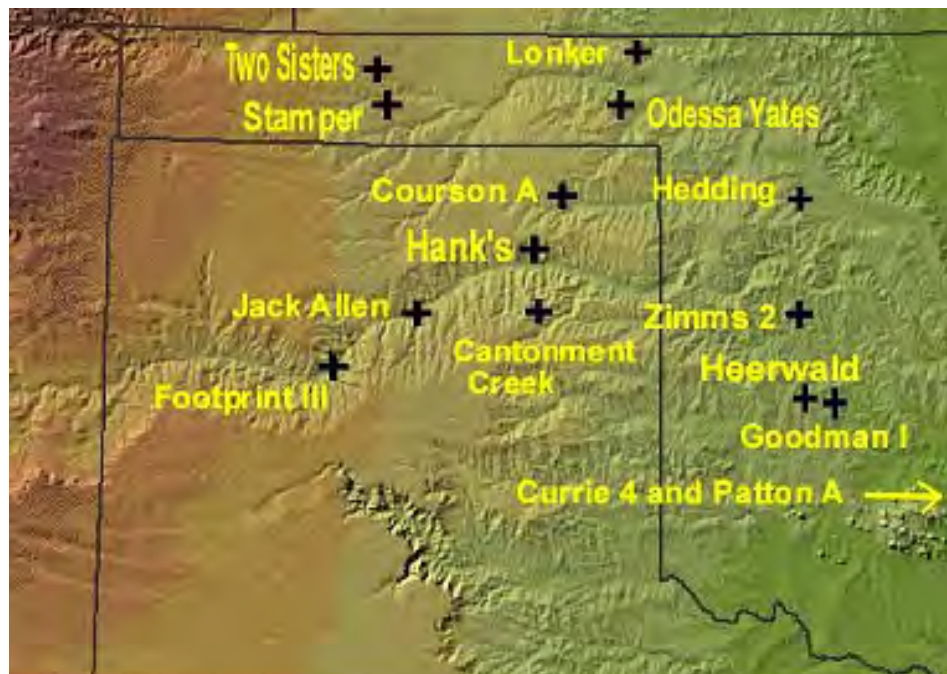 Two Sisters
Lonker
Stamper
Odessa Yates
Courson A
Hedding
Hank's
Jack Allen
Zimms 2
Cantonment
Creek
Heerwald
Footprint III
Goodman I
Currie 4 and Patton A